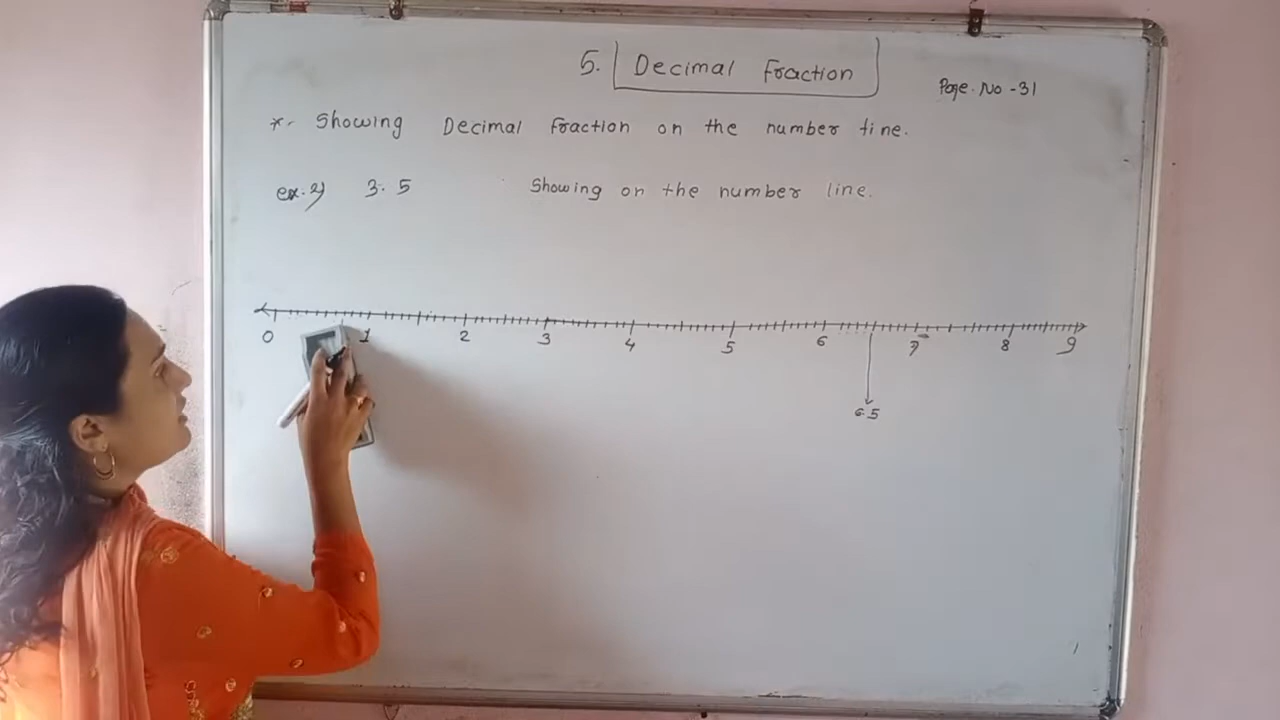 5. Decimal Fraction
Page. No - 31
*. Showing Decimal Fraction on the number line.
ex. 2) 3. 5 Showing on the number line.
0 1 2 3 4 5 6 7 8 9
6.5